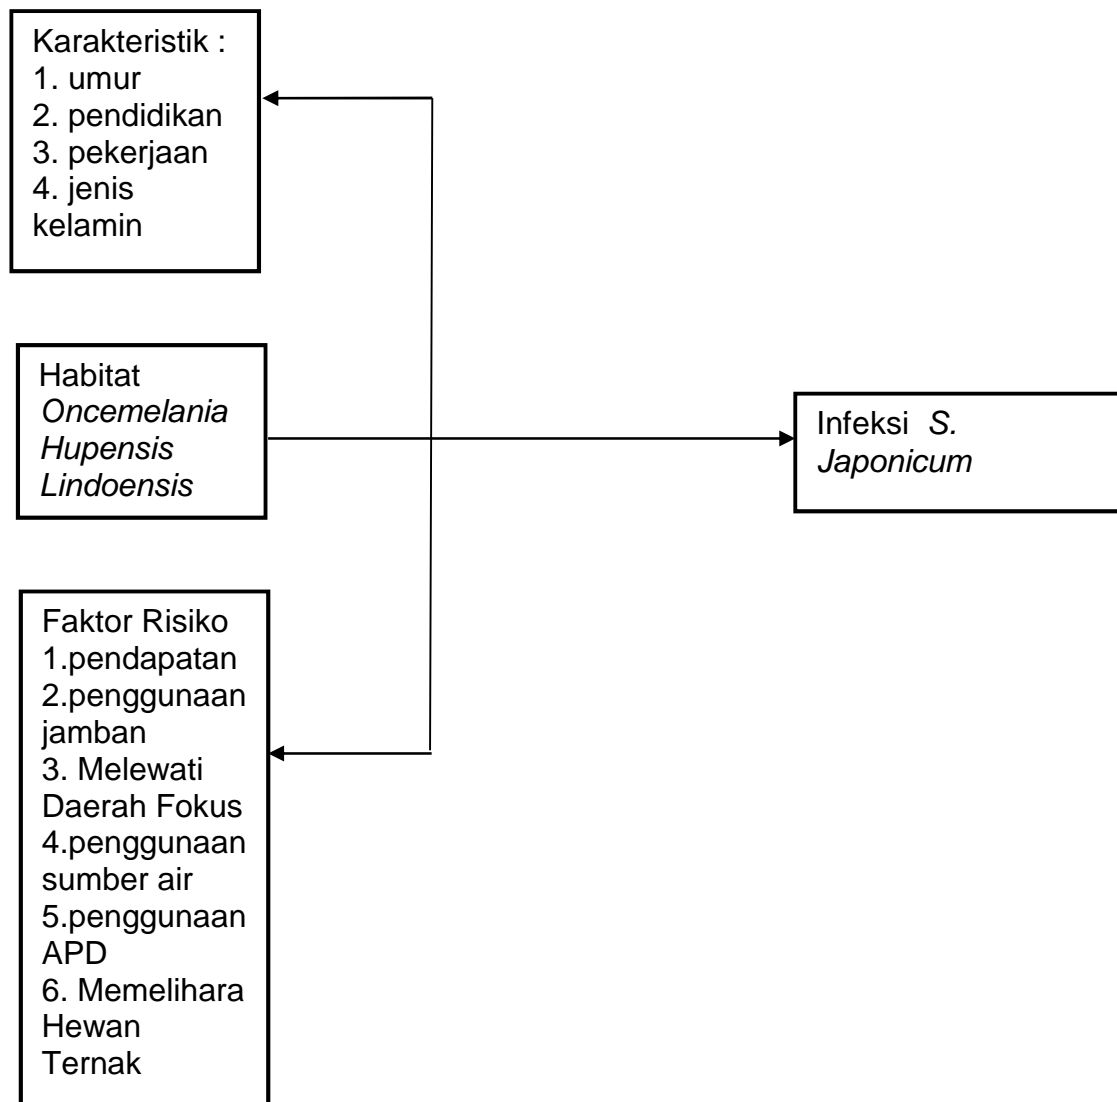 Karakteristik :
1. umur
2. pendidikan
3. pekerjaan
4. jenis
kelamin
Habitat
Oncemelania
Hupensis
Lindoensis
Infeksi S.
Japonicum
Faktor Risiko
1.pendapatan
2.penggunaan
jamban
3. Melewati
Daerah Fokus
4.penggunaan
sumber air
5.penggunaan
APD
6. Memelihara
Hewan
Ternak